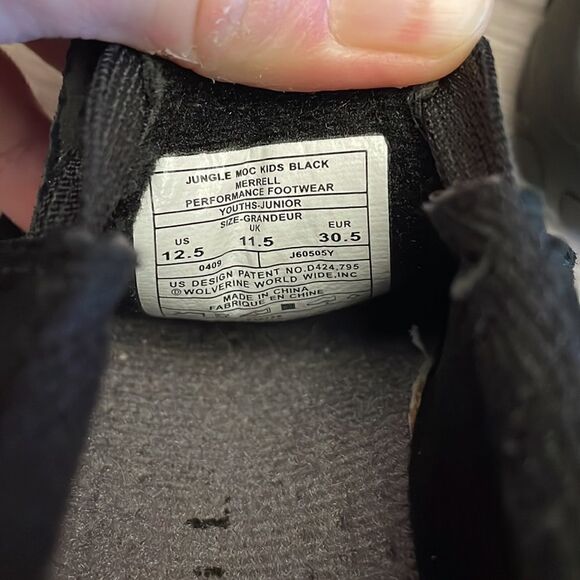 JUNGLE MOC KIDS BLACK
MERRELL
PERFORMANCE FOOTWEAR
YOUTHS-JUNIOR
SIZE-GRANDEUR
US UK EUR
12.5 11.5 30.5
0409 J60505Y
US DESIGN PATENT NO.D424,795
©WOLVERINE WORLD WIDE,INC
MADE IN CHINA
FABRIQUE EN CHINE